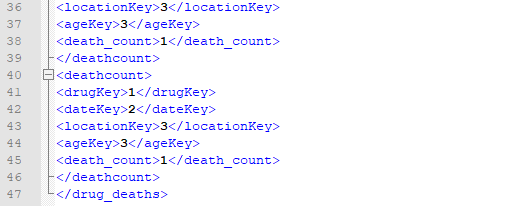 36 <locationKey>3</locationKey>
37 <ageKey>3</ageKey>
38 <death_count>1</death_count>
39 </deathcount>
40 <deathcount>
41 <drugKey>1</drugKey>
42 <dateKey>2</dateKey>
43 <locationKey>3</locationKey>
44 <ageKey>3</ageKey>
45 <death_count>1</death_count>
46 </deathcount>
47 </drug_deaths>